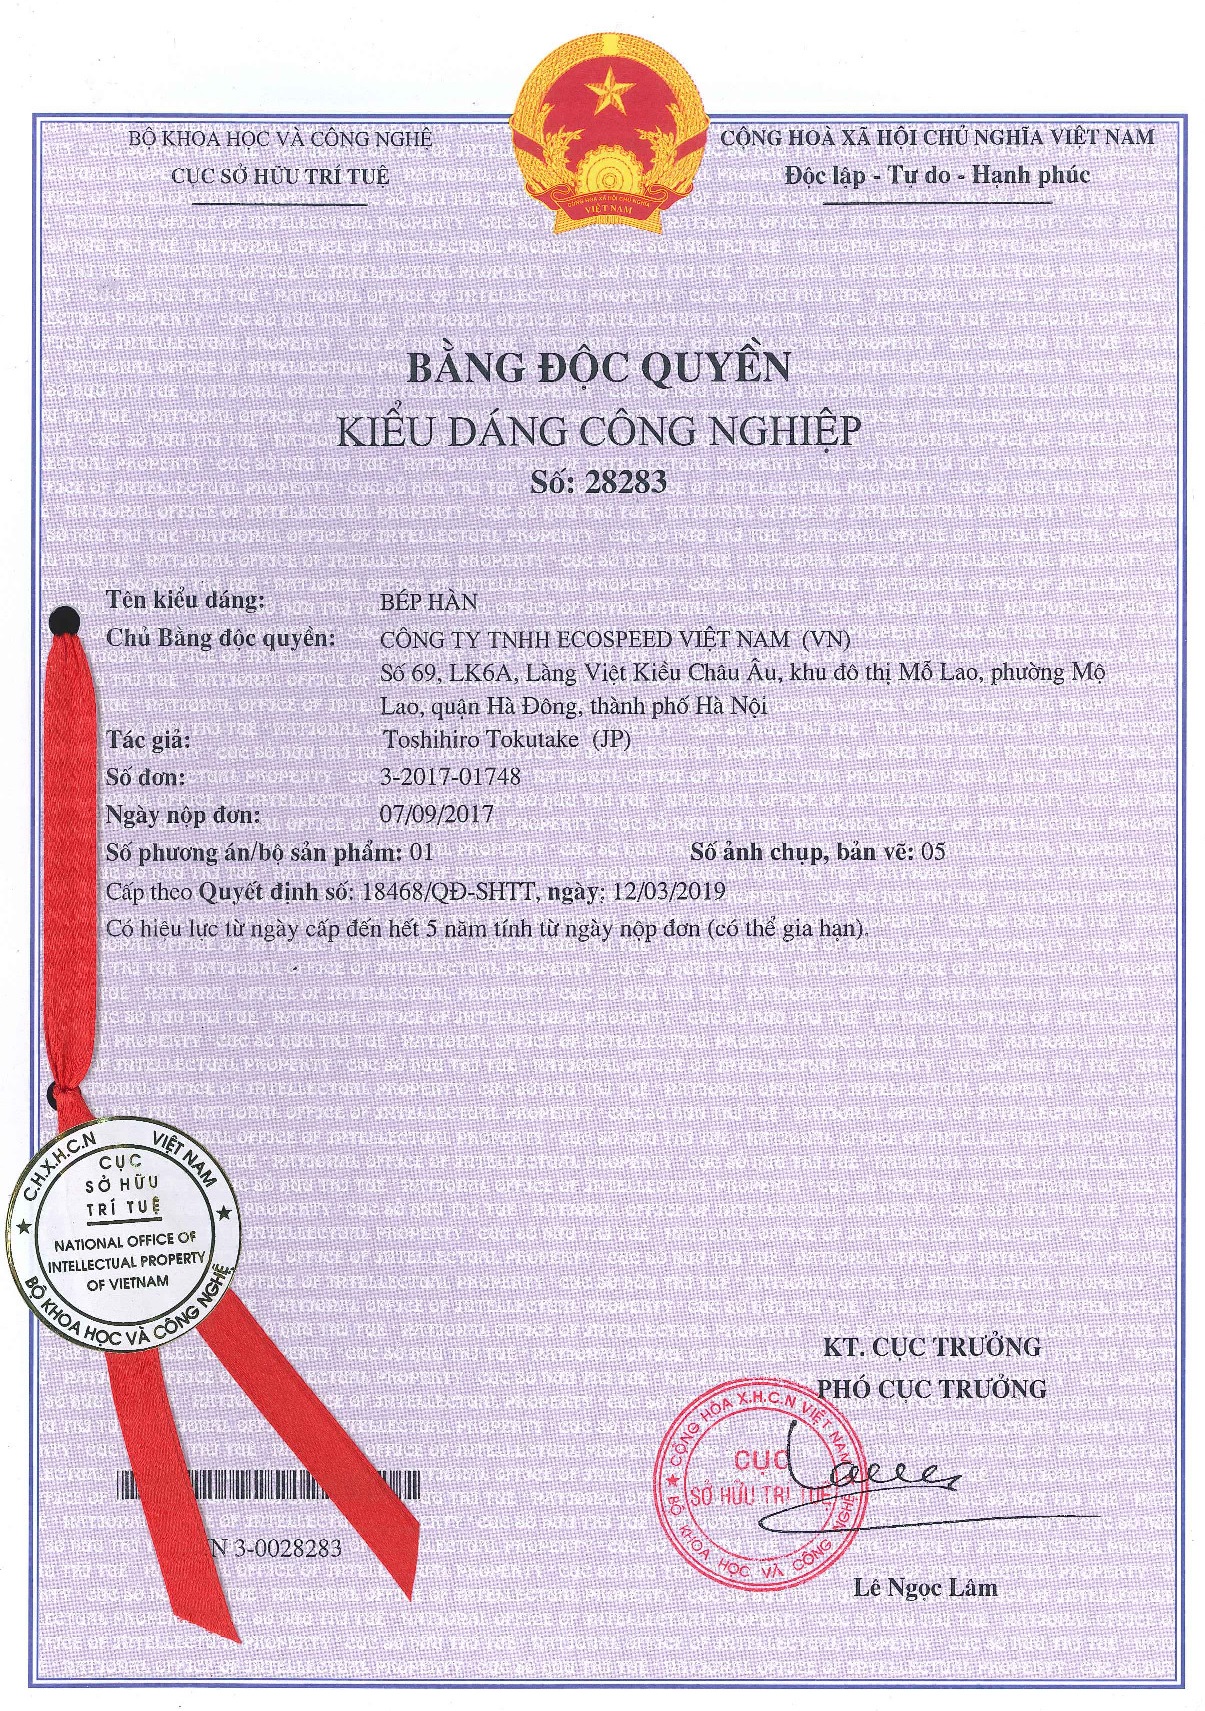 BỘ KHOA HỌC VÀ CÔNG NGHỆ
CỤC SỞ HỮU TRÍ TUỆ
CỘNG HOÀ XÃ HỘI CHỦ NGHĨA VIỆT NAM
Độc lập - Tự do - Hạnh phúc
CỘNG HÒA XÃ HỘI CHỦ NGHĨA
VIỆT NAM
BẰNG ĐỘC QUYỀN
KIỂU DÁNG CÔNG NGHIỆP
Số: 28283
Tên kiểu dáng: BÉP HÀN
Chủ Bằng độc quyền: CÔNG TY TNHH ECOSPEED VIỆT NAM (VN)
Số 69, LK6A, Làng Việt Kiều Châu Âu, khu đô thị Mỗ Lao, phường Mộ
Lao, quận Hà Đông, thành phố Hà Nội
Tác giả: Toshihiro Tokutake (JP)
Số đơn: 3-2017-01748
Ngày nộp đơn: 07/09/2017
Số phương án/bộ sản phẩm: 01 Số ảnh chụp, bản vẽ: 05
Cấp theo Quyết định số: 18468/QĐ-SHTT, ngày: 12/03/2019
Có hiệu lực từ ngày cấp đến hết 5 năm tính từ ngày nộp đơn (có thể gia hạn).
C.H.X.H.C.N VIỆT NAM
CỤC
SỞ HỮU
TRÍ TUỆ
NATIONAL OFFICE OF
INTELLECTUAL PROPERTY
OF VIETNAM
BỘ KHOA HỌC VÀ CÔNG NGHỆ
KT. CỤC TRƯỞNG
PHÓ CỤC TRƯỞNG
CỘNG HÒA X.H.C.N VIỆT NAM
CỤC
SỞ HỮU TRÍ TUỆ
BỘ KHOA HỌC VÀ CÔNG NGHỆ
N 3-0028283
Lê Ngọc Lâm